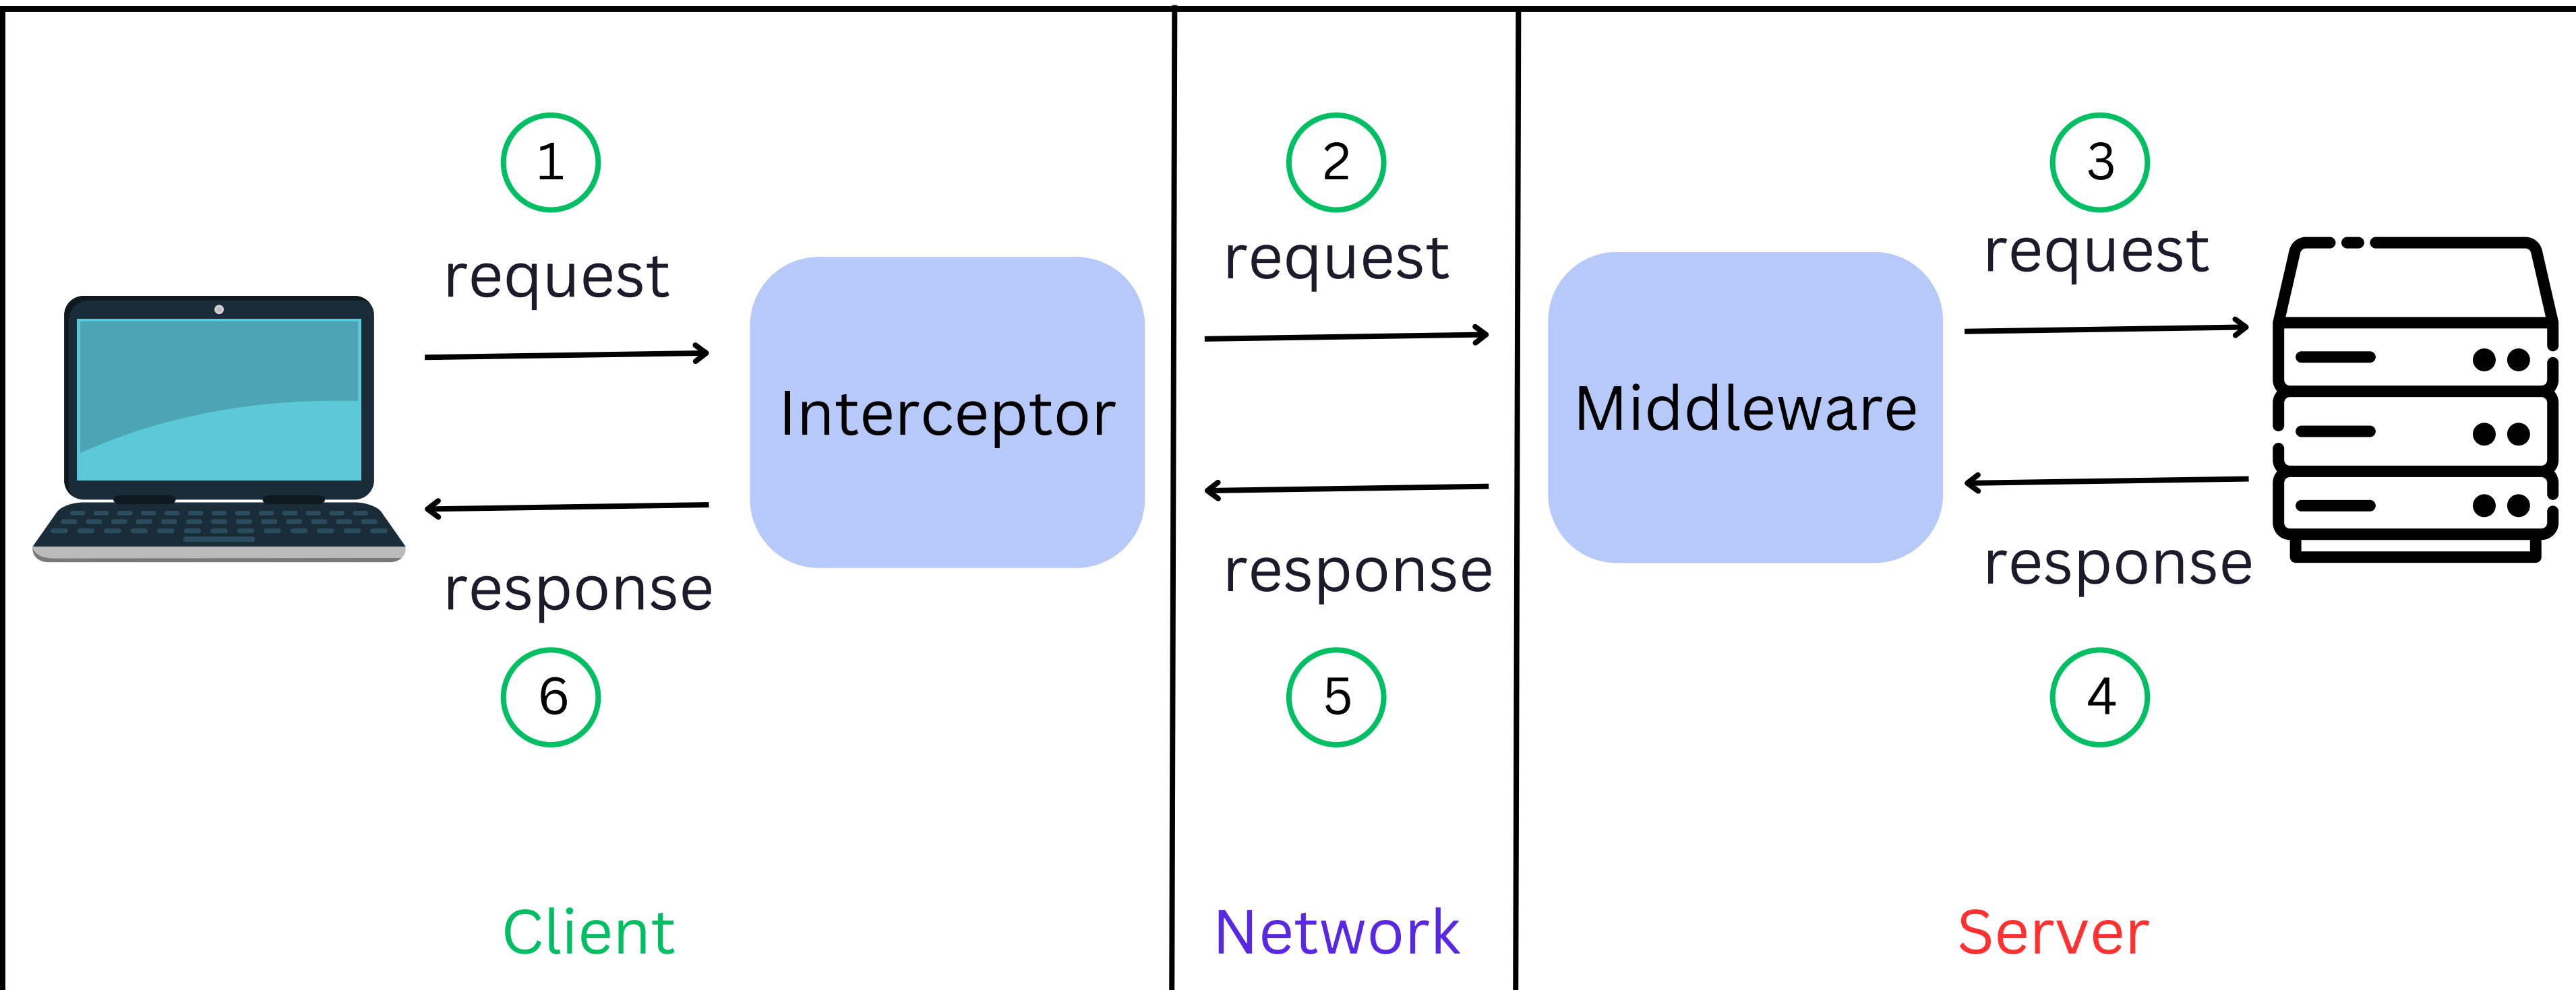 1
request
Interceptor
response
6
2
request
response
5
3
request
Middleware
response
4
Client
Network
Server